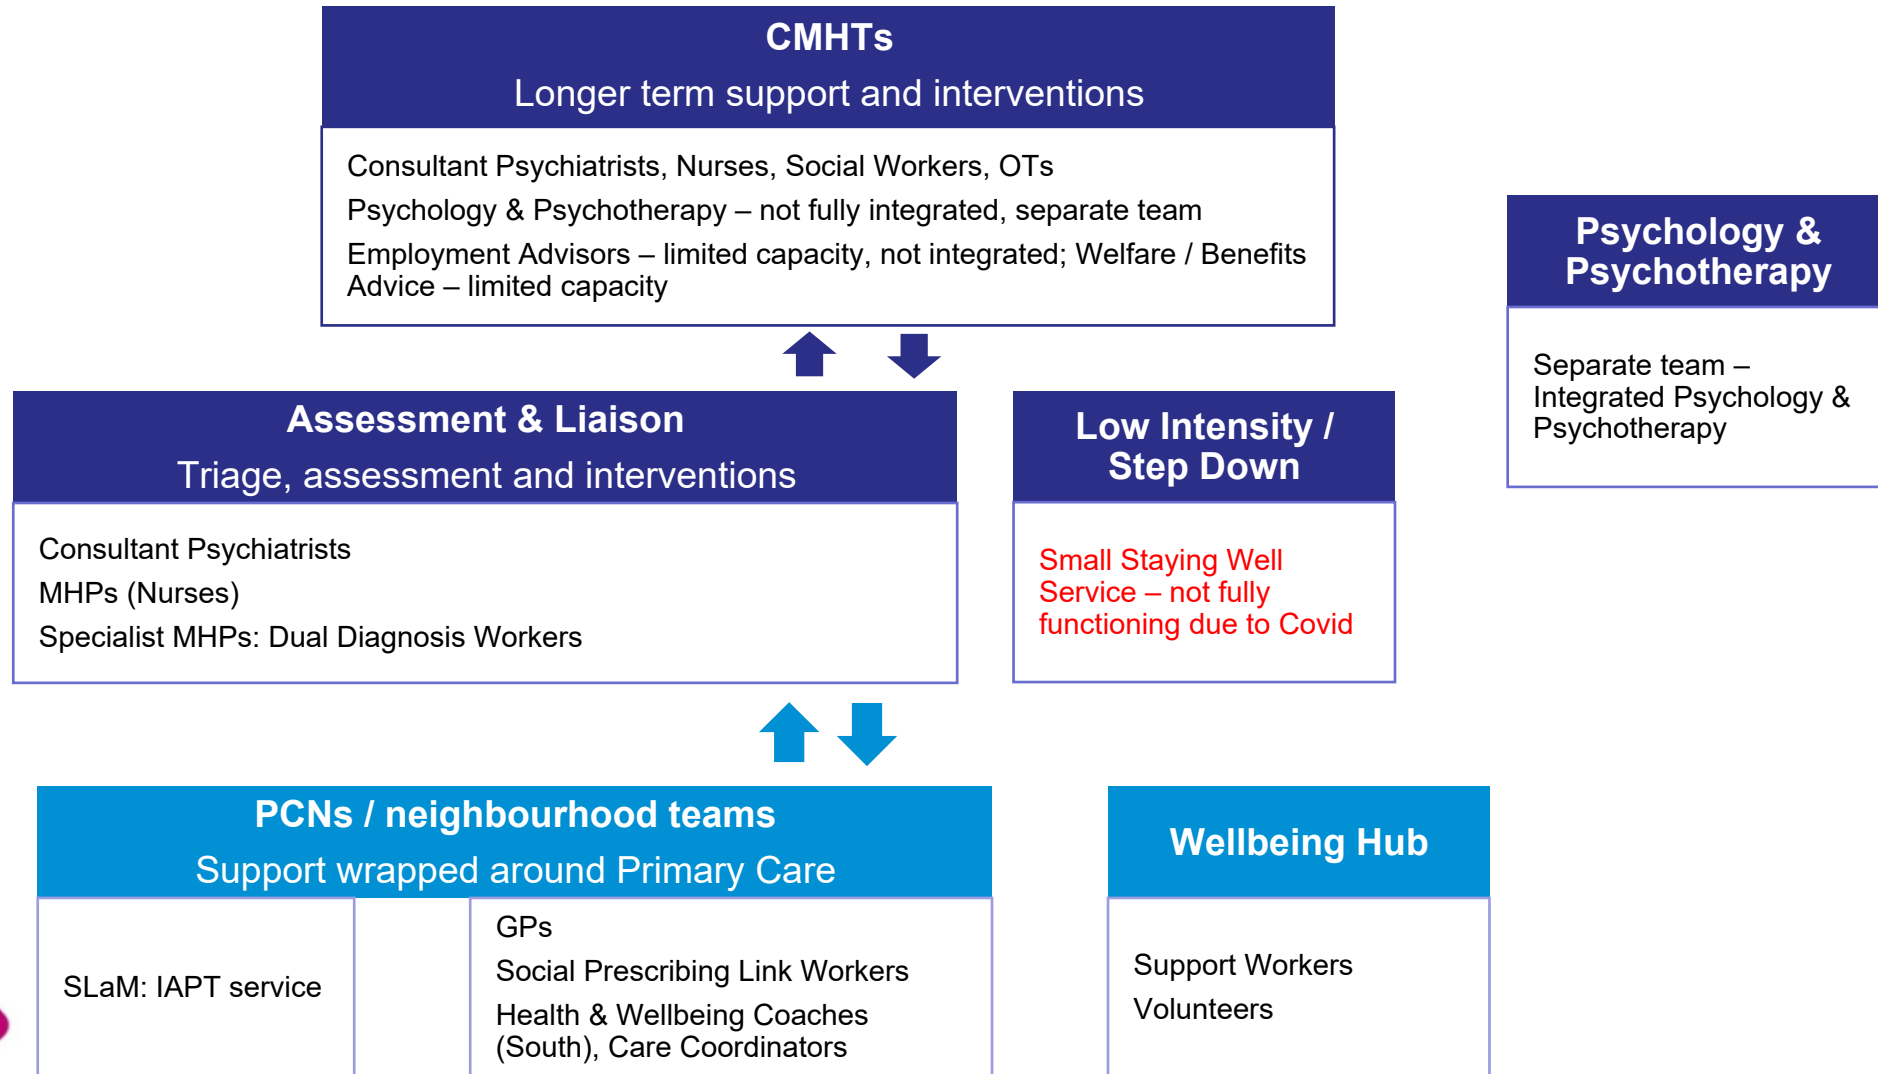 CMHTs
Longer term support and interventions
Consultant Psychiatrists, Nurses, Social Workers, OTs
Psychology & Psychotherapy – not fully integrated, separate team
Employment Advisors – limited capacity, not integrated; Welfare / Benefits
Advice – limited capacity
Psychology &
Psychotherapy
Separate team –
Integrated Psychology &
Psychotherapy
Assessment & Liaison
Triage, assessment and interventions
Consultant Psychiatrists
MHPs (Nurses)
Specialist MHPs: Dual Diagnosis Workers
Low Intensity /
Step Down
Small Staying Well
Service – not fully
functioning due to Covid
PCNs / neighbourhood teams
Support wrapped around Primary Care
SLaM: IAPT service
GPs
Social Prescribing Link Workers
Health & Wellbeing Coaches
(South), Care Coordinators
Wellbeing Hub
Support Workers
Volunteers